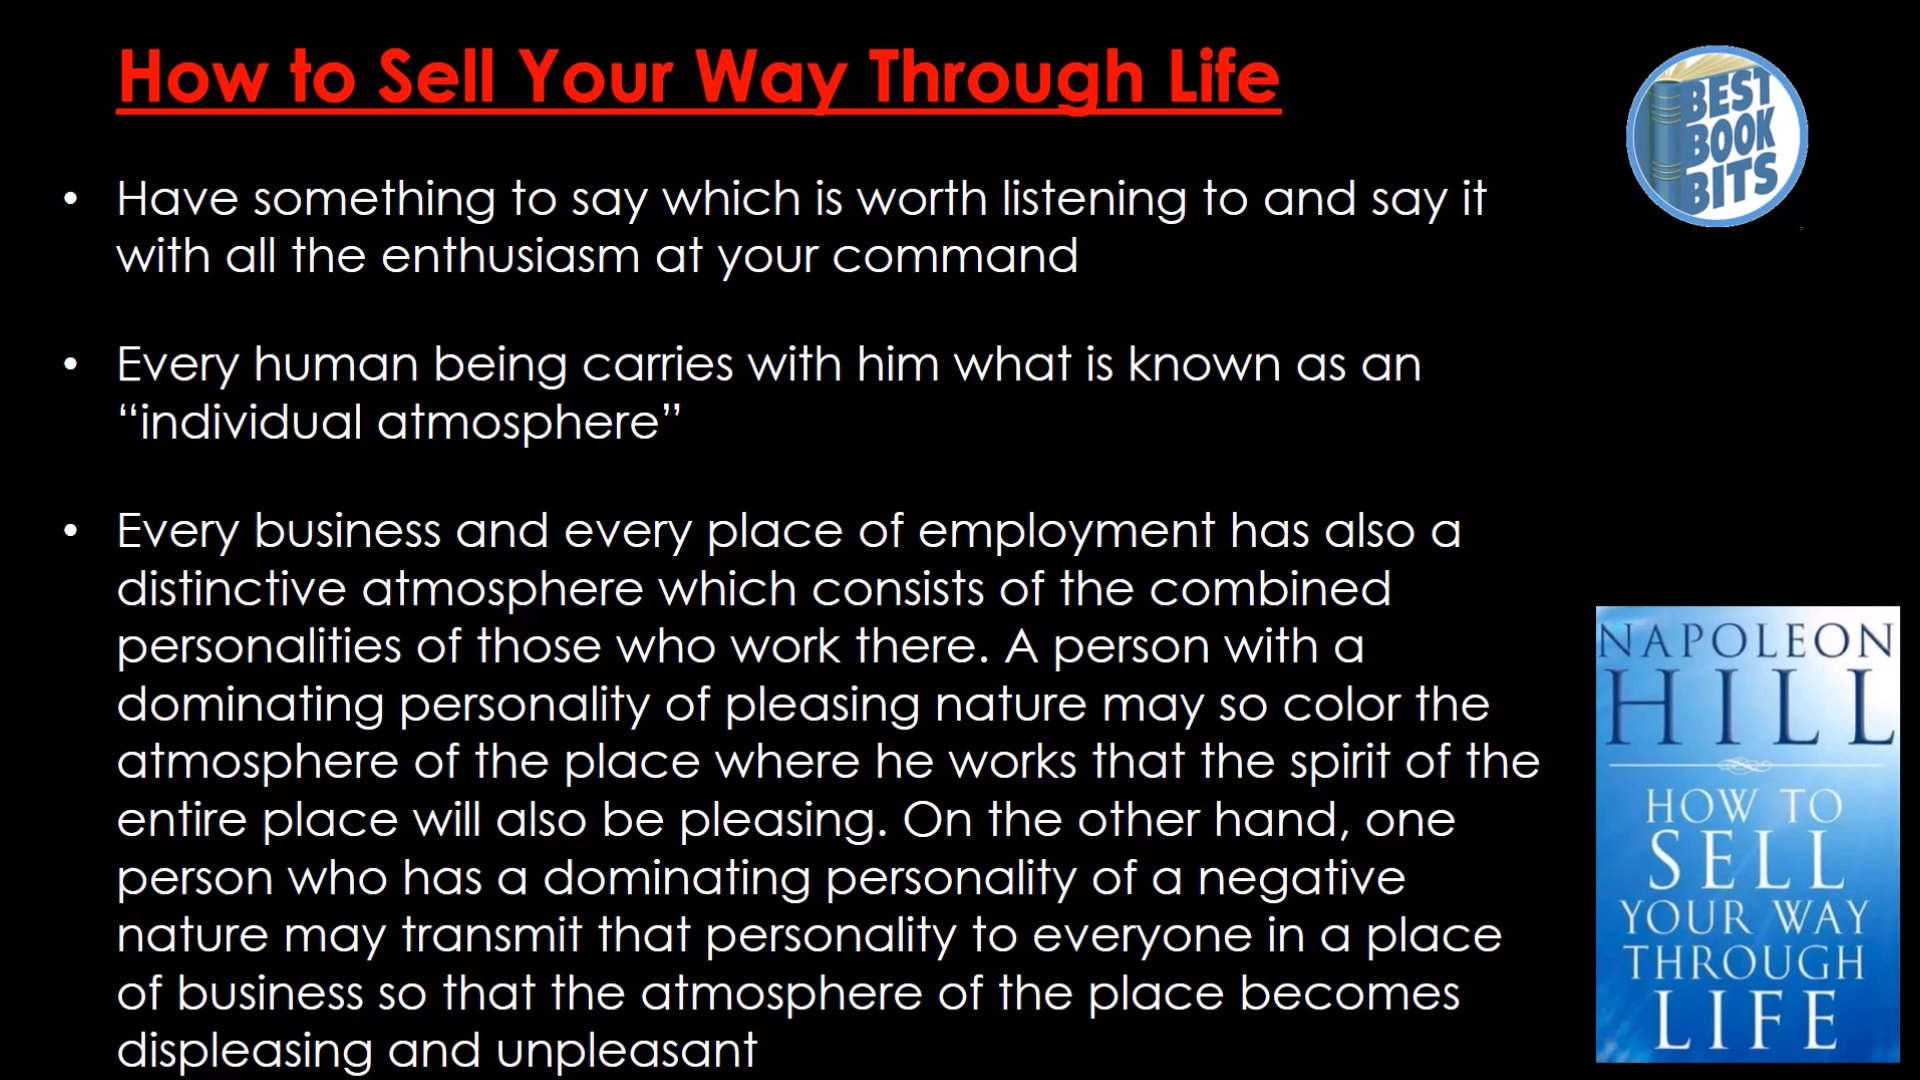 How to Sell Your Way Through Life
BEST
BOOK
BITS
• Have something to say which is worth listening to and say it
with all the enthusiasm at your command
• Every human being carries with him what is known as an
“individual atmosphere”
• Every business and every place of employment has also a
distinctive atmosphere which consists of the combined
personalities of those who work there. A person with a
dominating personality of pleasing nature may so color the
atmosphere of the place where he works that the spirit of the
entire place will also be pleasing. On the other hand, one
person who has a dominating personality of a negative
nature may transmit that personality to everyone in a place
of business so that the atmosphere of the place becomes
displeasing and unpleasant
NAPOLEON
HILL
HOW TO
SELL
YOUR WAY
THROUGH
LIFE